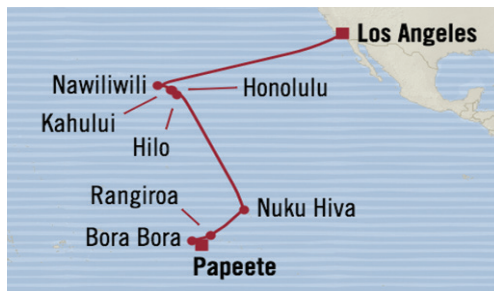 Los Angeles
Nawiliwili
Honolulu
Kahului
Hilo
Rangiroa
Nuku Hiva
Bora Bora
Papeete